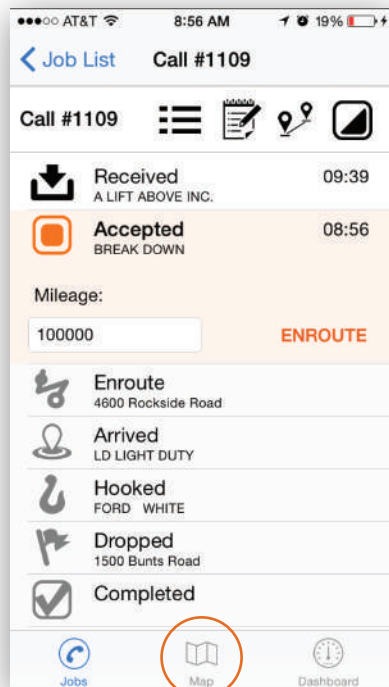 AT&T 8:56 AM 19%
Job List Call #1109
Call #1109
Received 09:39
A LIFT ABOVE INC.
Accepted 08:56
BREAK DOWN
Mileage:
100000 ENROUTE
Enroute
4600 Rockside Road
Arrived
LD LIGHT DUTY
Hooked
FORD WHITE
Dropped
1500 Bunts Road
Completed
Jobs Map Dashboard